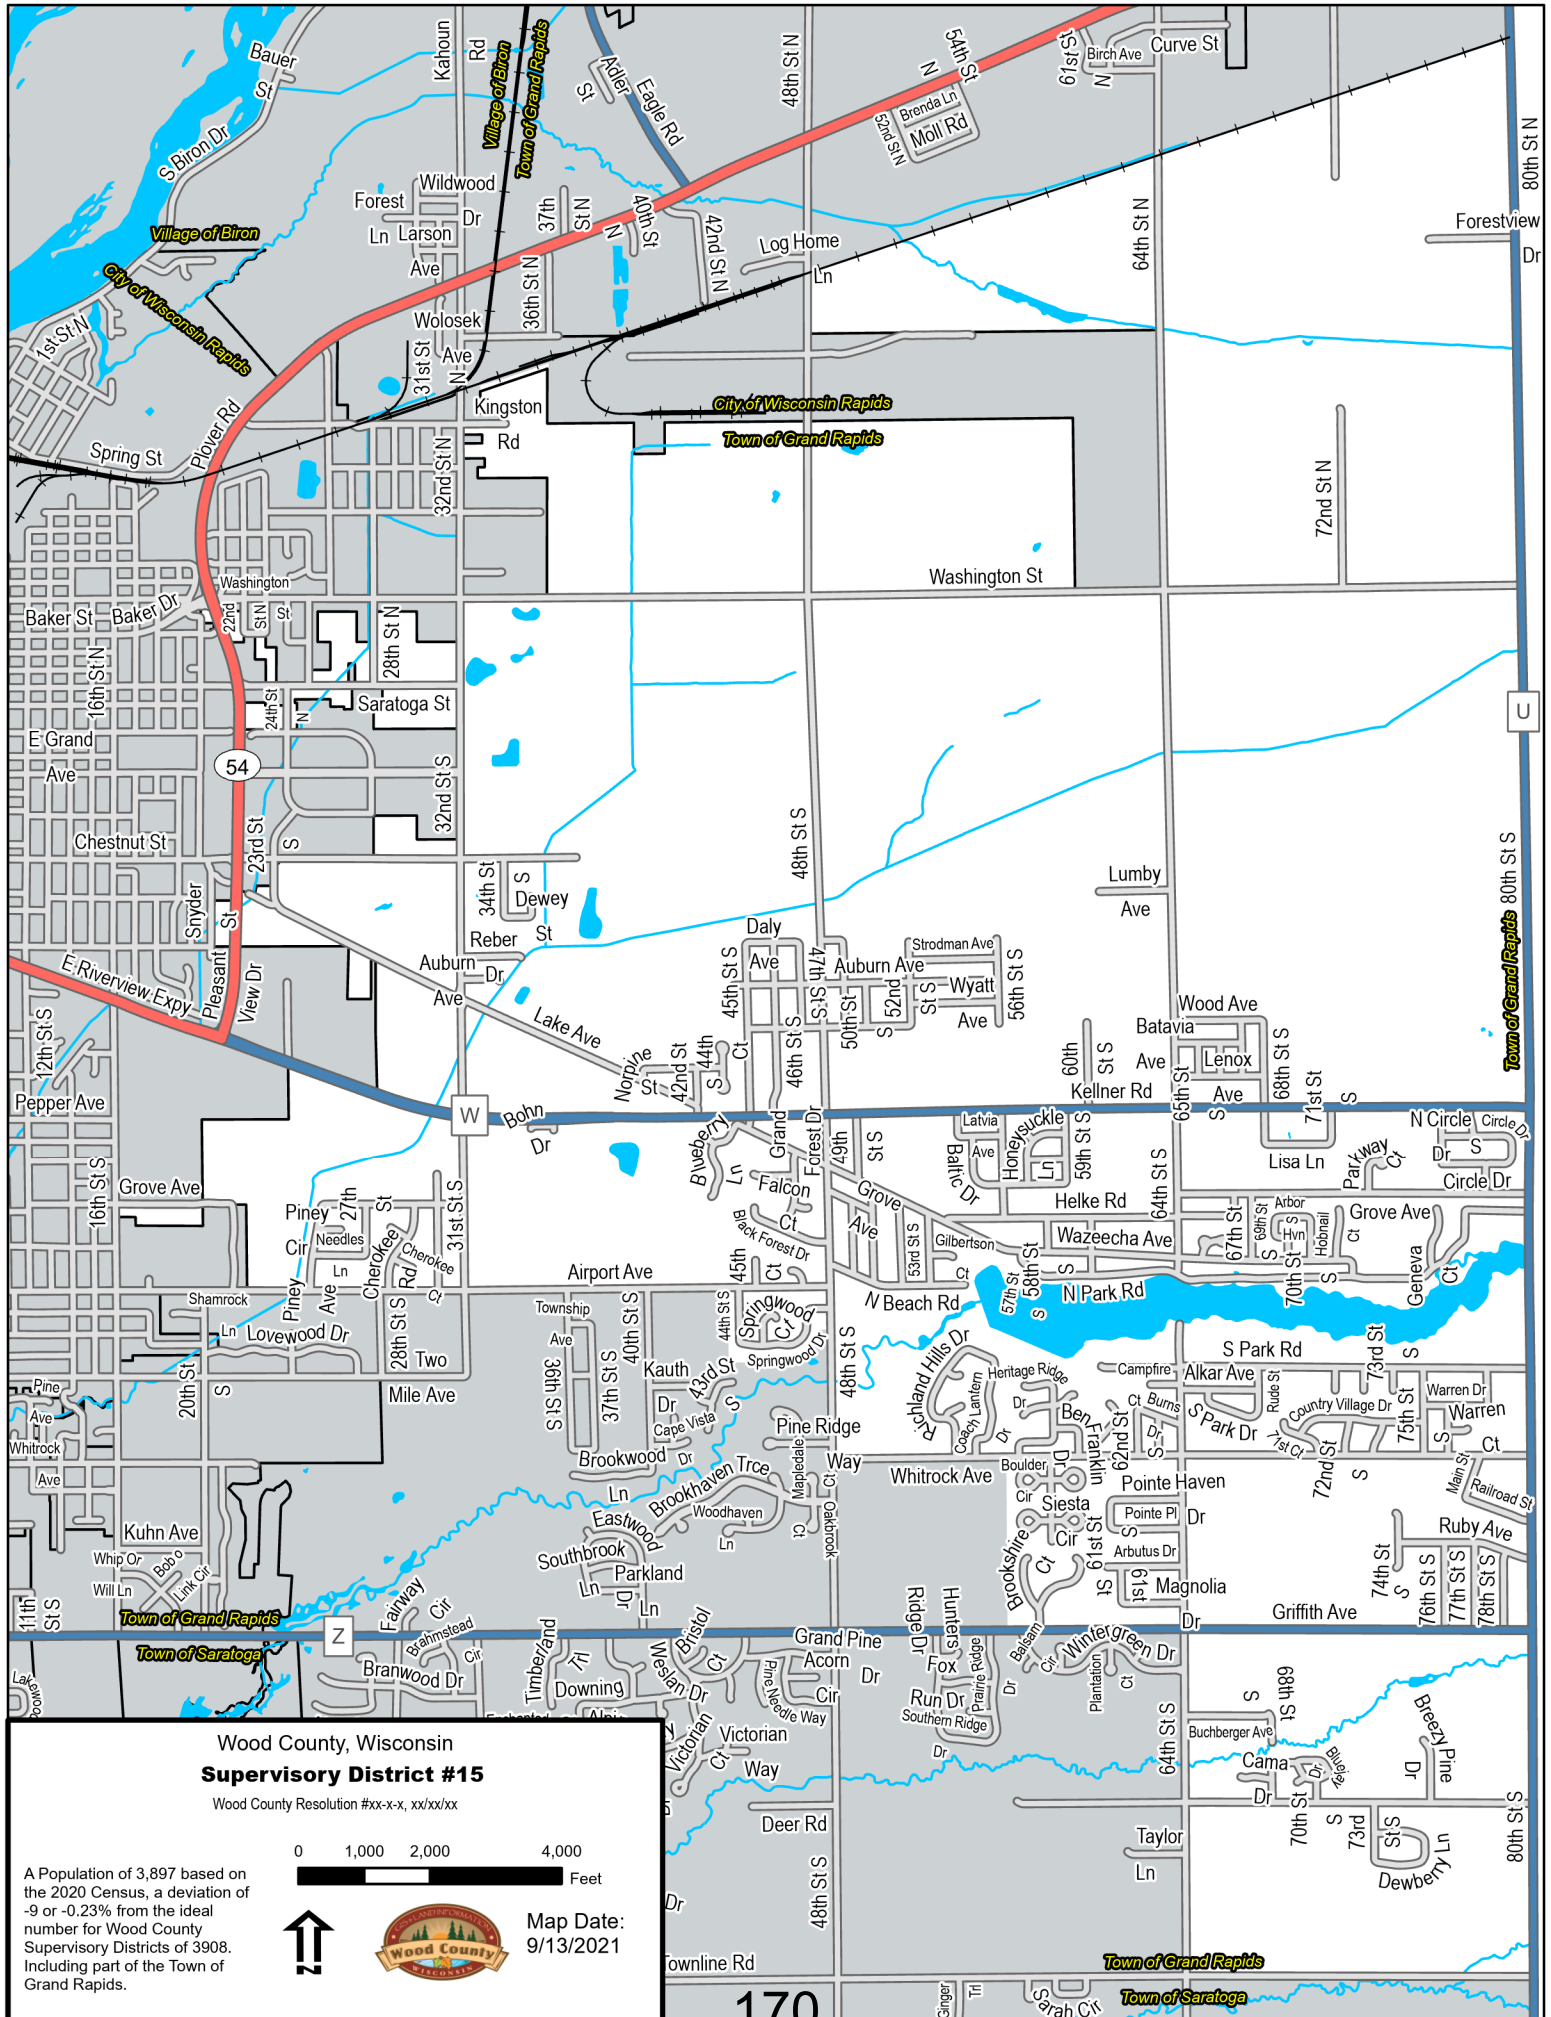 Bauer
St
Kahoun
Rd
Village of Biron
Town of Grand Rapids
Adler
St
Eagle Rd
48th St N
54th St
N
61st St
N
Birch Ave
Curve St
Brenda Ln
Moll Rd
52nd St N
80th St N
S Biron Dr
Wildwood
Dr
Forest
Ln
Larson
Ave
37th
St N
40th St
N
42nd St N
Log Home
Ln
64th St N
Forestview
Dr
Village of Biron
City of Wisconsin Rapids
1st St N
36th St N
Wolosek
Ave
31st St
N
Kingston
Rd
City of Wisconsin Rapids
Town of Grand Rapids
Plover Rd
Spring St
32nd St N
72nd St N
Washington St
Washington
St
22nd
St N
Baker St
Baker Dr
16th St N
28th St N
24th St
N
Saratoga St
E Grand
Ave
54
U
32nd St S
48th St S
80th St S
Chestnut St
23rd St
S
Snyder
St
34th St
S
Dewey
St
Lumby
Ave
Reber
Auburn
Dr
Ave
Daly
Ave
45th St S
47th St S
Auburn Ave
Strodman Ave
Wyatt
Ave
52nd
St S
50th St
S
56th St S
Town of Grand Rapids
E Riverview Expy
Pleasant
View Dr
12th St S
Lake Ave
Norpine
St
42nd St
S
44th
Ct
46th St S
Wood Ave
Batavia
Ave
Lenox
Ave
68th St S
60th
St S
Kellner Rd
65th St
S
71st St
S
Pepper Ave
W
Bohn
Dr
Blueberry
Ln
Grand
Forest Dr
49th
St S
Latvia
Ave
Baltic Dr
Honeysuckle
Ln
59th St S
64th St S
Lisa Ln
Parkway
Ct
N Circle
Dr
Circle Dr
S
Circle Dr
16th St S
Grove Ave
Piney
Cir
27th
St
Needles
Ln
Piney
Ave
Cherokee
Rd
Cherokee
Ct
31st St S
Falcon
Ct
Black Forest Dr
Grove
Ave
53rd St S
Gilbertson
Ct
Helke Rd
Wazeecha Ave
67th St
69th St
S
Arbor
S
Hvn
Hobnail
Ct
Grove Ave
Geneva
Ct
58th St
S
57th St
S
N Park Rd
70th St
S
Airport Ave
45th
Ct
N Beach Rd
Shamrock
Ln
Lovewood Dr
28th St S
Two
Mile Ave
20th St
S
Township
Ave
36th St S
37th St S
40th St S
44th St S
Springwood
Ct
Springwood Dr
48th St S
Kauth
Dr
43rd St
S
Cape Vista
Dr
Richland Hills Dr
Coach Lantern
Dr
Heritage Ridge
Dr
Ben
Franklin
Dr
Campfire
Ct
S Park Rd
Alkar Ave
Burns
Dr
S Park Dr
62nd St
S
Rude St
73rd St
S
Country Village Dr
71st Ct
72nd St
S
75th St
S
Warren Dr
Warren
Ct
Main St
Railroad St
Pine
Ave
Whitrock
Ave
Brookwood
Ln
Pine Ridge
Way
Mapledale
Ct
Oakbrook
Ct
Brookhaven Trce
Woodhaven
Ln
Whitrock Ave
Boulder
Cir
Siesta
Cir
Pointe Haven
Dr
Pointe Pl
S
61st St
Arbutus Dr
61st
St
Magnolia
Dr
Brookshire
Ct
Ruby Ave
74th St
S
76th St S
77th St S
78th St S
Kuhn Ave
Whip Or
Will Ln
Bob o
Link Cir
11th
St S
Eastwood
Ln
Southbrook
Ln
Parkland
Dr
Griffith Ave
Town of Grand Rapids
Town of Saratoga
Z
Fairway
Cir
Brahmstead
Cir
Branwood Dr
Timberland
Trl
Downing
Bristol
Ct
Weslan Dr
Grand Pine
Acorn
Dr
Cir
Pine Needle Way
Ridge Dr
Hunters
Fox
Run Dr
Prairie Ridge
Dr
Southern Ridge
Dr
Balsam
Cir
Wintergreen Dr
Plantation
Ct
Victorian
Ct
Victorian
Way
64th St S
68th St
S
Buchberger Ave
Cama
Dr
Bluejay
Dr
Breezy Pine
Dr
70th St
S
73rd
St S
Dewberry Ln
80th St S
Deer Rd
Taylor
Ln
48th St S
Dr
Townline Rd
Town of Grand Rapids
Town of Saratoga
Ginger
Trl
Sarah Cir
170
Wood County, Wisconsin
Supervisory District #15
Wood County Resolution #xx-x-x, xx/xx/xx
0 1,000 2,000 4,000
Feet
A Population of 3,897 based on
the 2020 Census, a deviation of
-9 or -0.23% from the ideal
number for Wood County
Supervisory Districts of 3908.
Including part of the Town of
Grand Rapids.
N
GIS & LAND INFORMATION
Wood County
WISCONSIN
Map Date:
9/13/2021